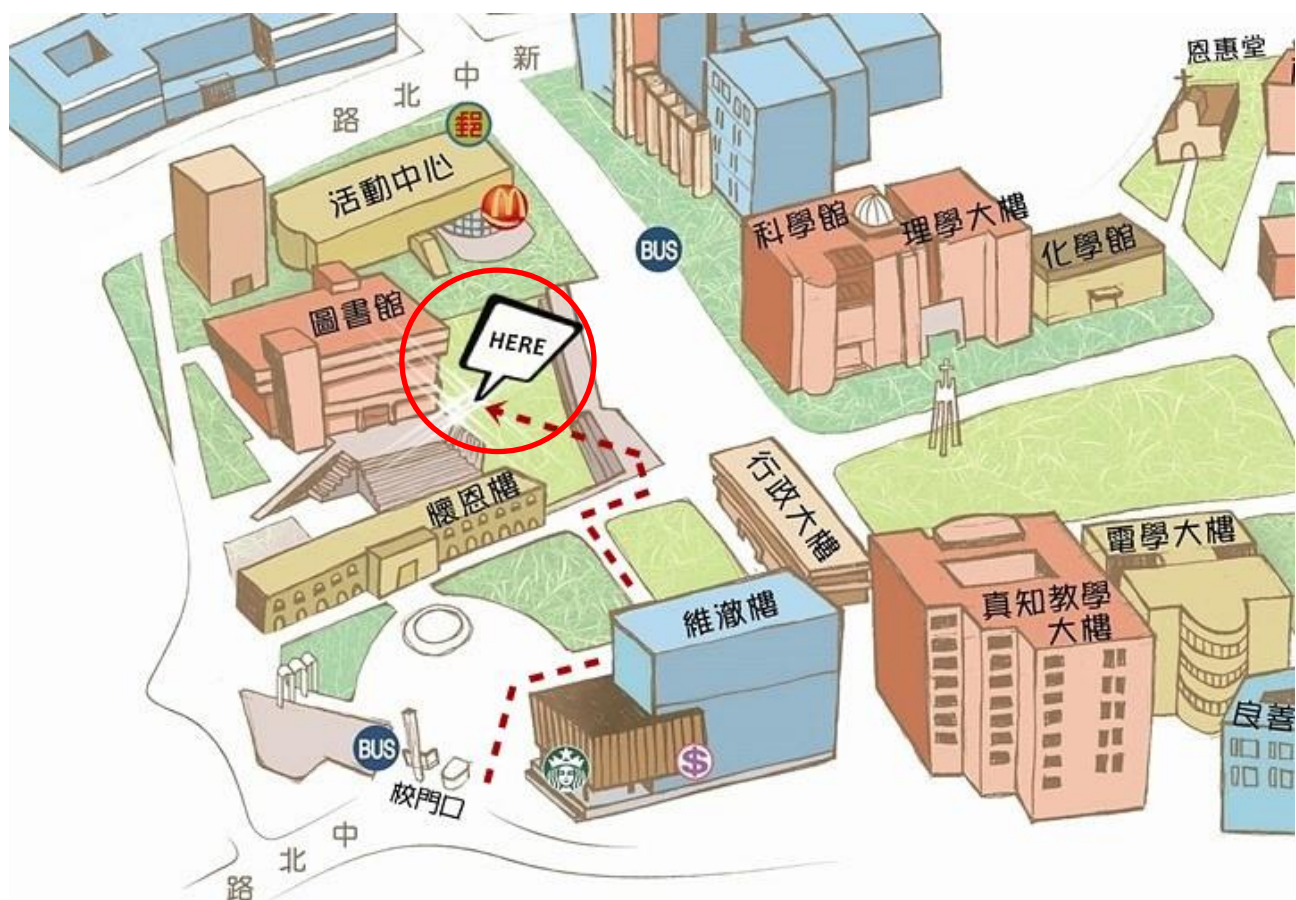 新中北路
郵
活動中心
恩惠堂
BUS
科學館
理學大樓
化學館
圖書館
HERE
行政大樓
懷恩樓
電學大樓
真知教學
大樓
維澈樓
良善
BUS
$
校門口
中北路